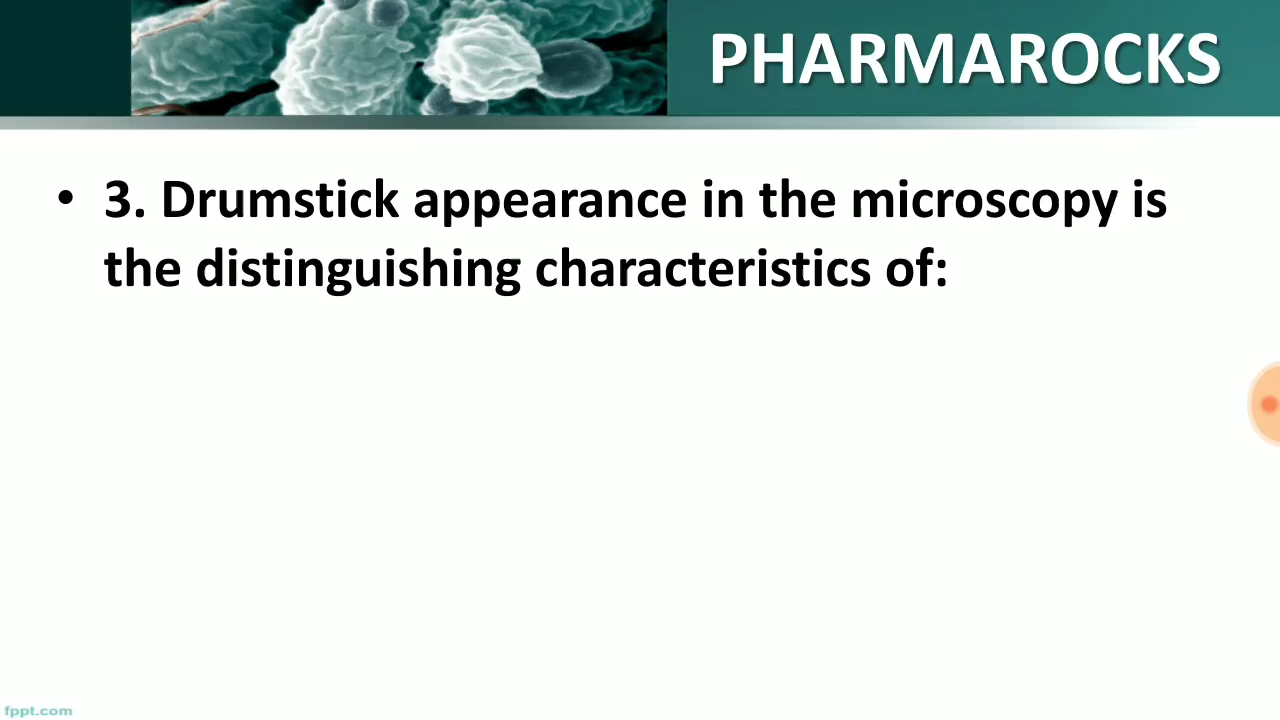 PHARMAROCKS
• 3. Drumstick appearance in the microscopy is
the distinguishing characteristics of:
fppt.com